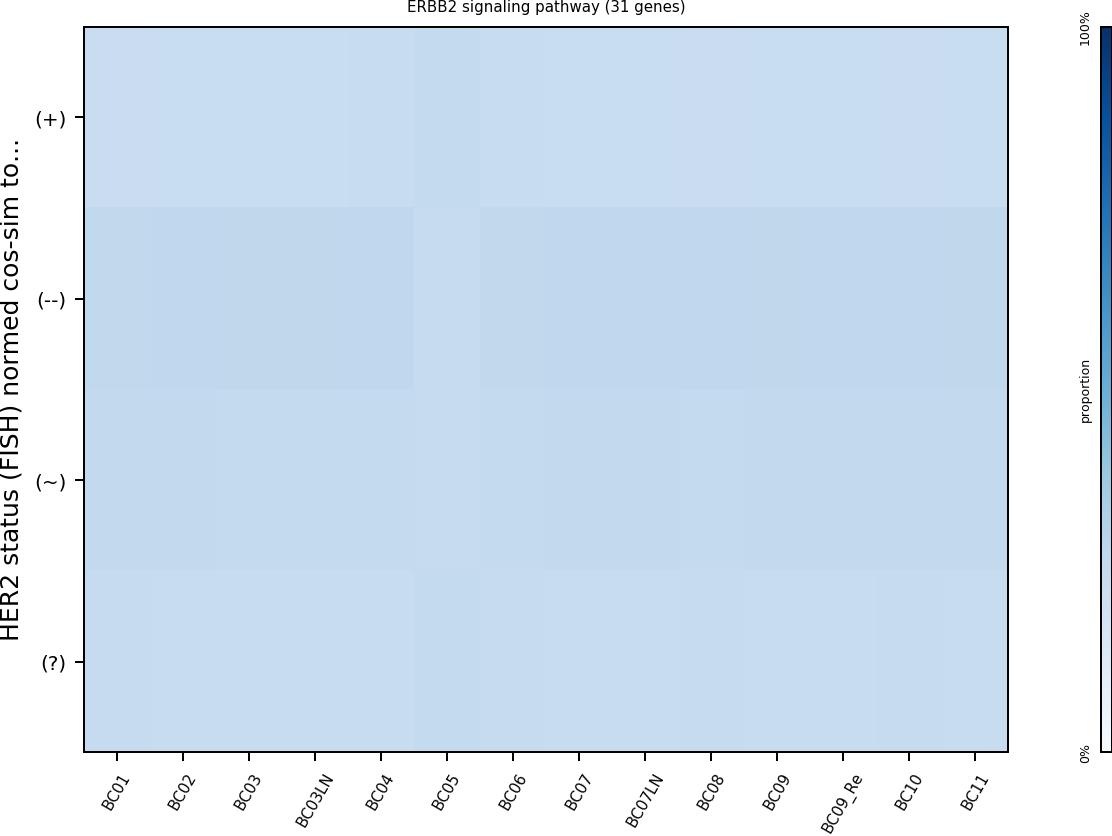 ERBB2 signaling pathway (31 genes)
HER2 status (FISH) normed cos-sim to...
(+)
(--)
(~)
(?)
BC01
BC02
BC03
BC03LN
BC04
BC05
BC06
BC07
BC07LN
BC08
BC09
BC09_Re
BC10
BC11
100%
proportion
0%